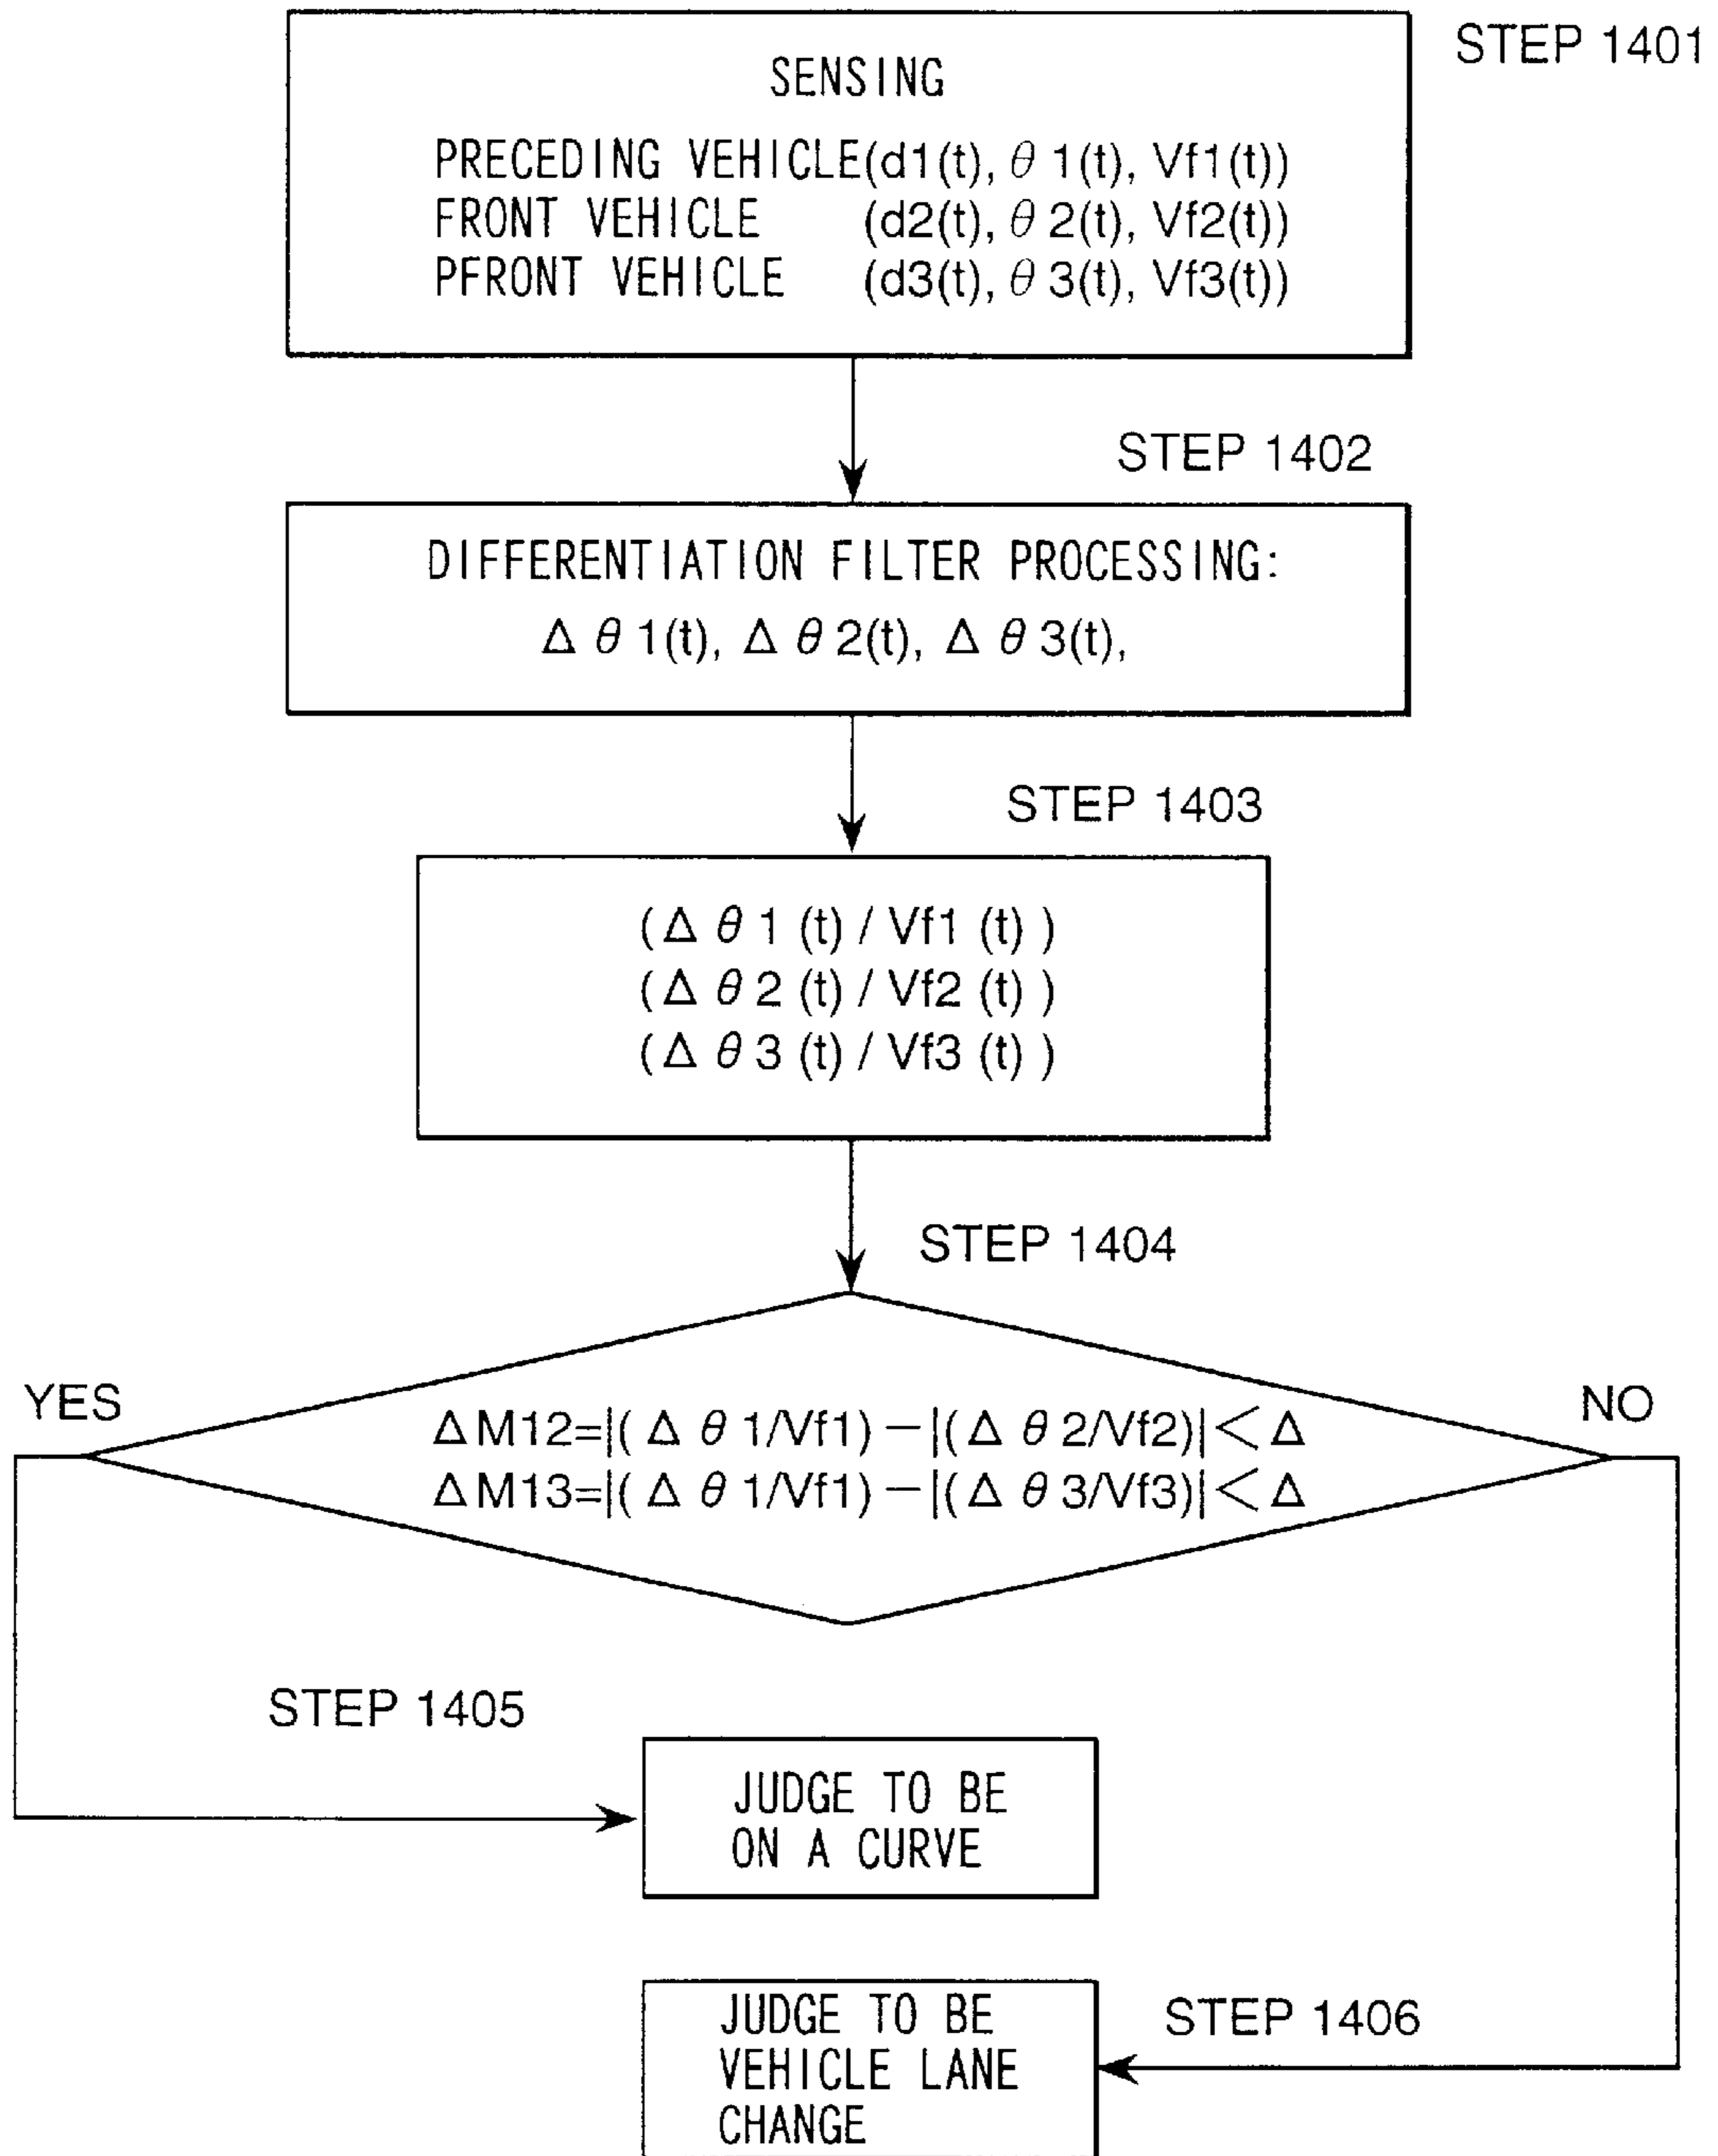 STEP 1401
SENSING
PRECEDING VEHICLE(d1(t), θ 1(t), Vf1(t))
FRONT VEHICLE (d2(t), θ 2(t), Vf2(t))
PFRONT VEHICLE (d3(t), θ 3(t), Vf3(t))
STEP 1402
DIFFERENTIATION FILTER PROCESSING:
Δ θ 1(t), Δ θ 2(t), Δ θ 3(t),
STEP 1403
( Δ θ 1 (t) / Vf1 (t) )
( Δ θ 2 (t) / Vf2 (t) )
( Δ θ 3 (t) / Vf3 (t) )
STEP 1404
YES
NO
ΔM12=|( Δ θ 1/Vf1) −|(Δ θ 2/Vf2)|<Δ
ΔM13=|( Δ θ 1/Vf1) −|(Δ θ 3/Vf3)|<Δ
STEP 1405
JUDGE TO BE
ON A CURVE
JUDGE TO BE
VEHICLE LANE
CHANGE
STEP 1406